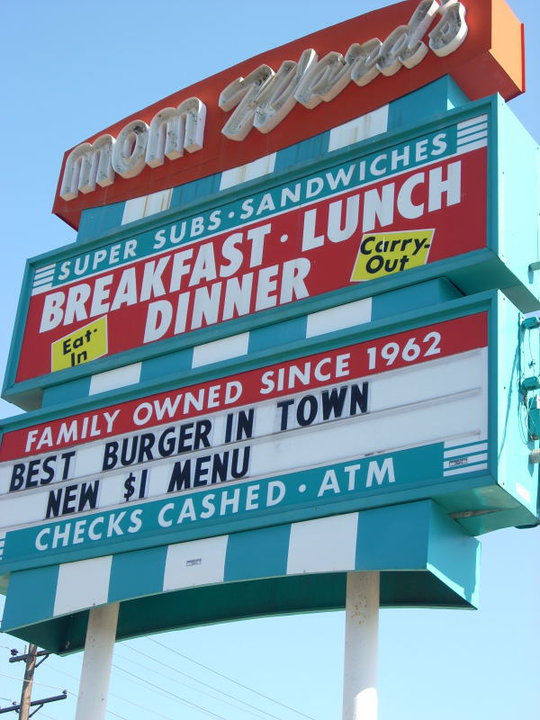 mom Ward's
SUPER SUBS · SANDWICHES
BREAKFAST · LUNCH
DINNER
Carry-
Out
Eat-
In
FAMILY OWNED SINCE 1962
BEST BURGER IN TOWN
NEW $1 MENU
CHECKS CASHED · ATM